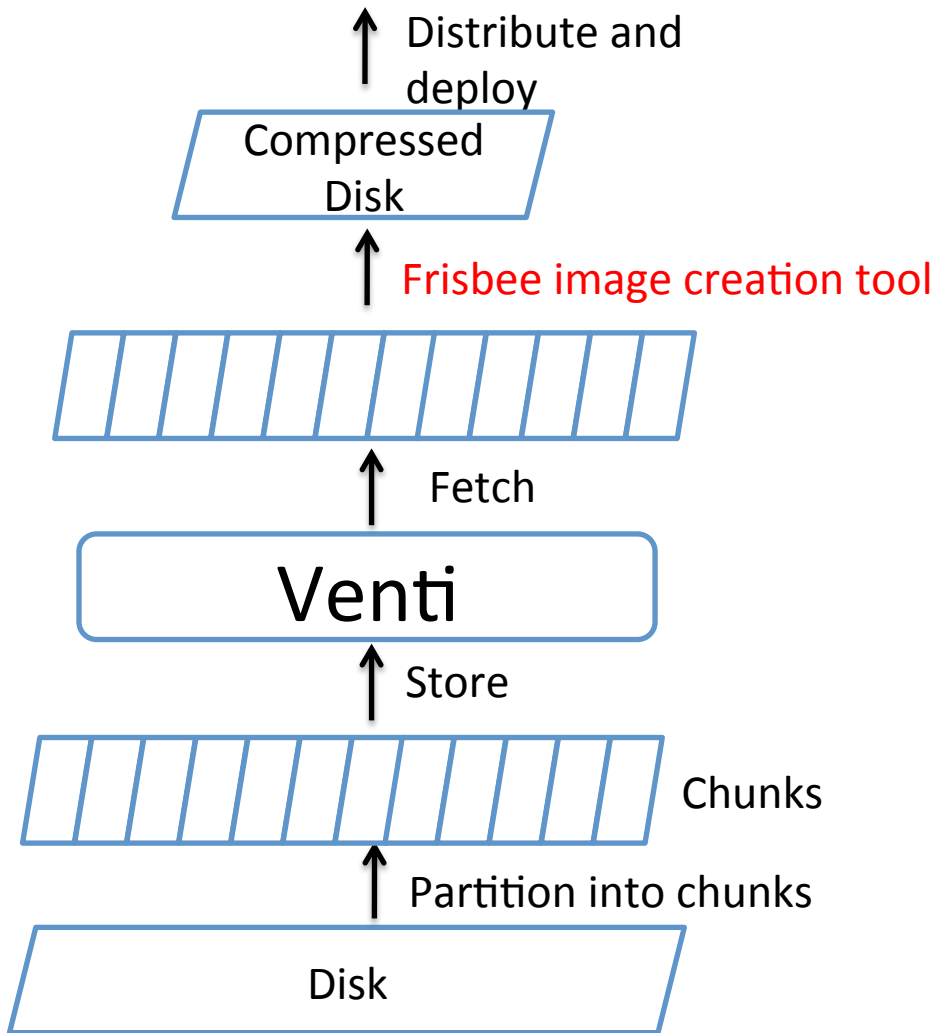 Distribute and
deploy
Compressed
Disk
Frisbee image creation tool
Fetch
Venti
Store
Chunks
Partition into chunks
Disk